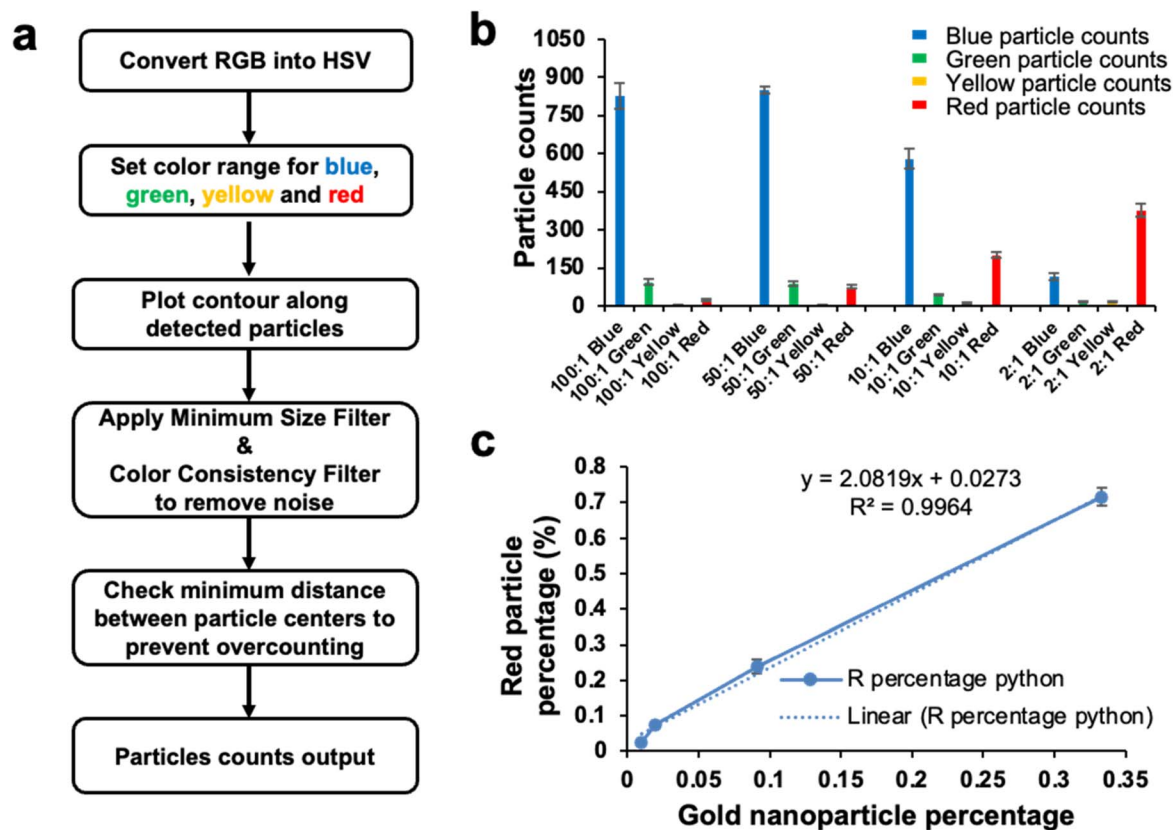 a
Convert RGB into HSV
Set color range for blue,
green, yellow and red
Plot contour along
detected particles
Apply Minimum Size Filter
&
Color Consistency Filter
to remove noise
Check minimum distance
between particle centers to
prevent overcounting
Particles counts output
b
Particle counts
1050
900
750
600
450
300
150
0
Blue particle counts
Green particle counts
Yellow particle counts
Red particle counts
100:1 Blue
100:1 Green
100:1 Yellow
100:1 Red
50:1 Blue
50:1 Green
50:1 Yellow
50:1 Red
10:1 Blue
10:1 Green
10:1 Yellow
10:1 Red
2:1 Blue
2:1 Green
2:1 Yellow
2:1 Red
c
Red particle
percentage (%)
0.8
0.7
0.6
0.5
0.4
0.3
0.2
0.1
0
y = 2.0819x + 0.0273
R² = 0.9964
R percentage python
Linear (R percentage python)
0 0.05 0.1 0.15 0.2 0.25 0.3 0.35
Gold nanoparticle percentage